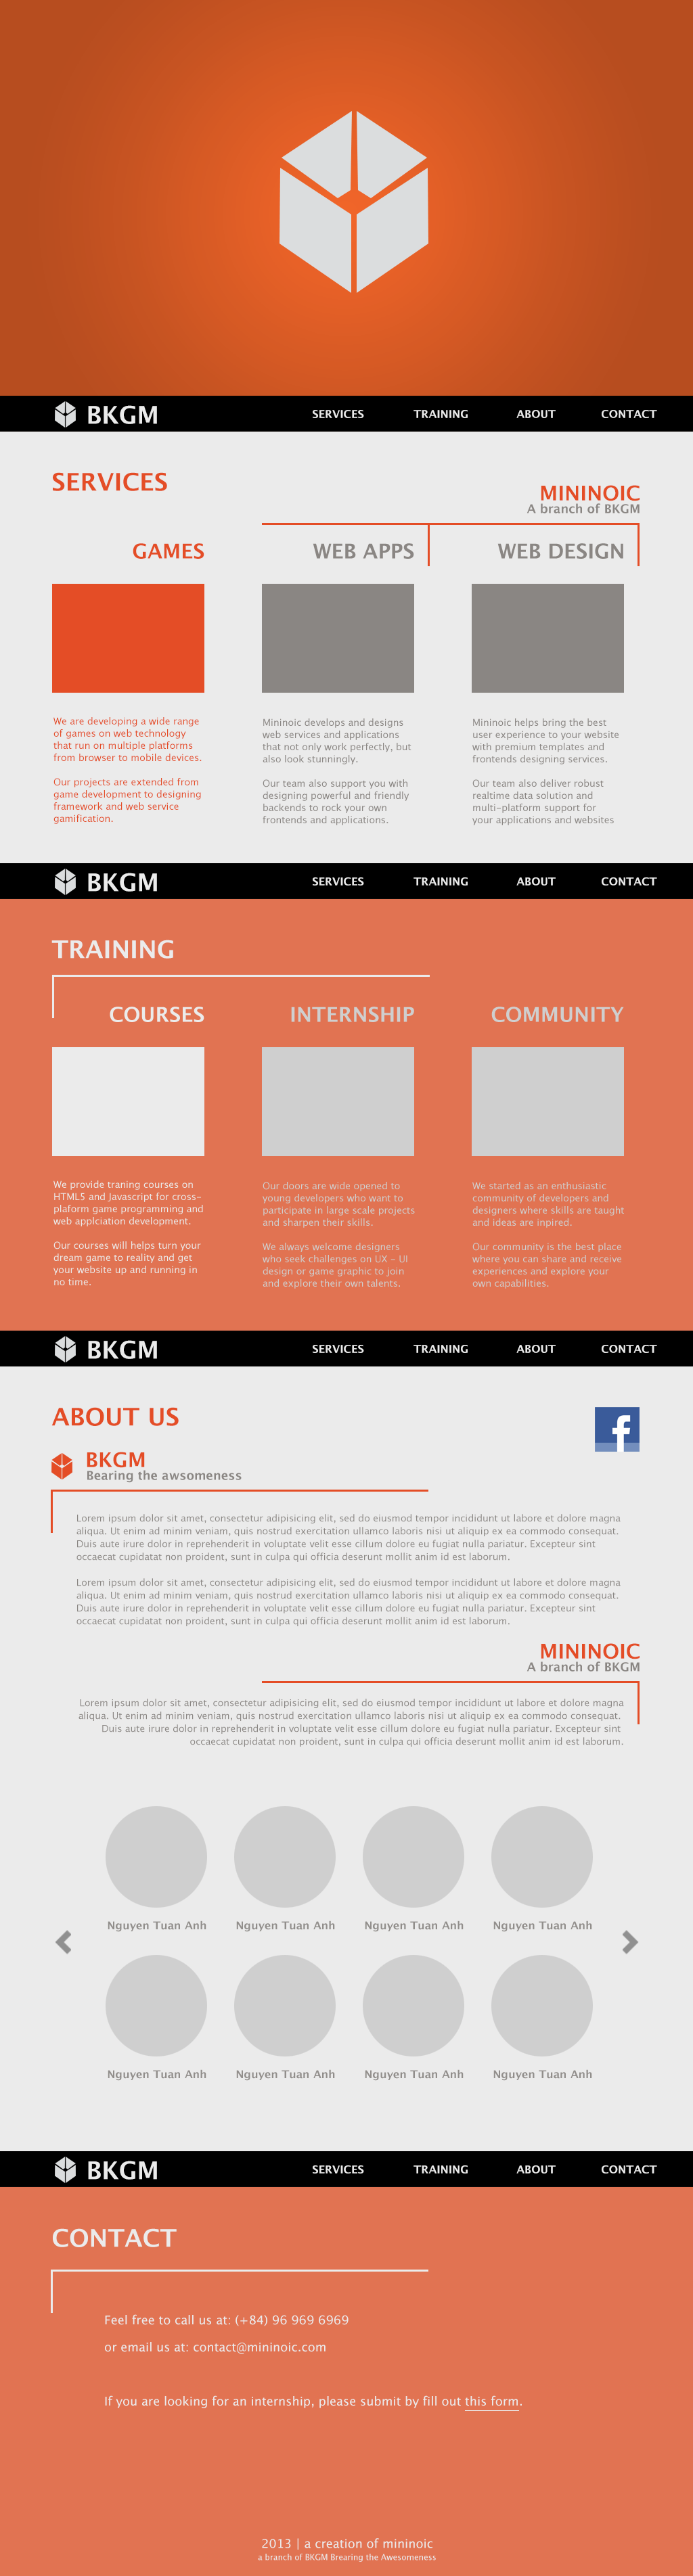 BKGM SERVICES TRAINING ABOUT CONTACT
SERVICES
MININOIC
A branch of BKGM
GAMES
WEB APPS
WEB DESIGN
We are developing a wide range
of games on web technology
that run on multiple platforms
from browser to mobile devices.
Our projects are extended from
game development to designing
framework and web service
gamification.
Mininoic develops and designs
web services and applications
that not only work perfectly, but
also look stunningly.
Our team also support you with
designing powerful and friendly
backends to rock your own
frontends and applications.
Mininoic helps bring the best
user experience to your website
with premium templates and
frontends designing services.
Our team also deliver robust
realtime data solution and
multi-platform support for
your applications and websites
BKGM SERVICES TRAINING ABOUT CONTACT
TRAINING
COURSES
INTERNSHIP
COMMUNITY
We provide traning courses on
HTML5 and Javascript for cross-
plaform game programming and
web applciation development.
Our courses will helps turn your
dream game to reality and get
your website up and running in
no time.
Our doors are wide opened to
young developers who want to
participate in large scale projects
and sharpen their skills.
We always welcome designers
who seek challenges on UX - UI
design or game graphic to join
and explore their own talents.
We started as an enthusiastic
community of developers and
designers where skills are taught
and ideas are inpired.
Our community is the best place
where you can share and receive
experiences and explore your
own capabilities.
BKGM SERVICES TRAINING ABOUT CONTACT
ABOUT US
f
BKGM
Bearing the awsomeness
Lorem ipsum dolor sit amet, consectetur adipisicing elit, sed do eiusmod tempor incididunt ut labore et dolore magna
aliqua. Ut enim ad minim veniam, quis nostrud exercitation ullamco laboris nisi ut aliquip ex ea commodo consequat.
Duis aute irure dolor in reprehenderit in voluptate velit esse cillum dolore eu fugiat nulla pariatur. Excepteur sint
occaecat cupidatat non proident, sunt in culpa qui officia deserunt mollit anim id est laborum.
Lorem ipsum dolor sit amet, consectetur adipisicing elit, sed do eiusmod tempor incididunt ut labore et dolore magna
aliqua. Ut enim ad minim veniam, quis nostrud exercitation ullamco laboris nisi ut aliquip ex ea commodo consequat.
Duis aute irure dolor in reprehenderit in voluptate velit esse cillum dolore eu fugiat nulla pariatur. Excepteur sint
occaecat cupidatat non proident, sunt in culpa qui officia deserunt mollit anim id est laborum.
MININOIC
A branch of BKGM
Lorem ipsum dolor sit amet, consectetur adipisicing elit, sed do eiusmod tempor incididunt ut labore et dolore magna
aliqua. Ut enim ad minim veniam, quis nostrud exercitation ullamco laboris nisi ut aliquip ex ea commodo consequat.
Duis aute irure dolor in reprehenderit in voluptate velit esse cillum dolore eu fugiat nulla pariatur. Excepteur sint
occaecat cupidatat non proident, sunt in culpa qui officia deserunt mollit anim id est laborum.
Nguyen Tuan Anh Nguyen Tuan Anh Nguyen Tuan Anh Nguyen Tuan Anh
Nguyen Tuan Anh Nguyen Tuan Anh Nguyen Tuan Anh Nguyen Tuan Anh
BKGM SERVICES TRAINING ABOUT CONTACT
CONTACT
Feel free to call us at: (+84) 96 969 6969
or email us at: contact@mininoic.com
If you are looking for an internship, please submit by fill out this form.
2013 | a creation of mininoic
a branch of BKGM Brearing the Awesomeness